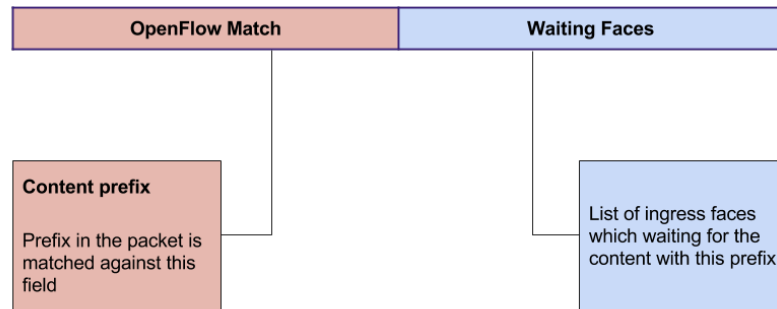 OpenFlow Match
Waiting Faces
Content prefix
Prefix in the packet is
matched against this
field
List of ingress faces
which waiting for the
content with this prefix